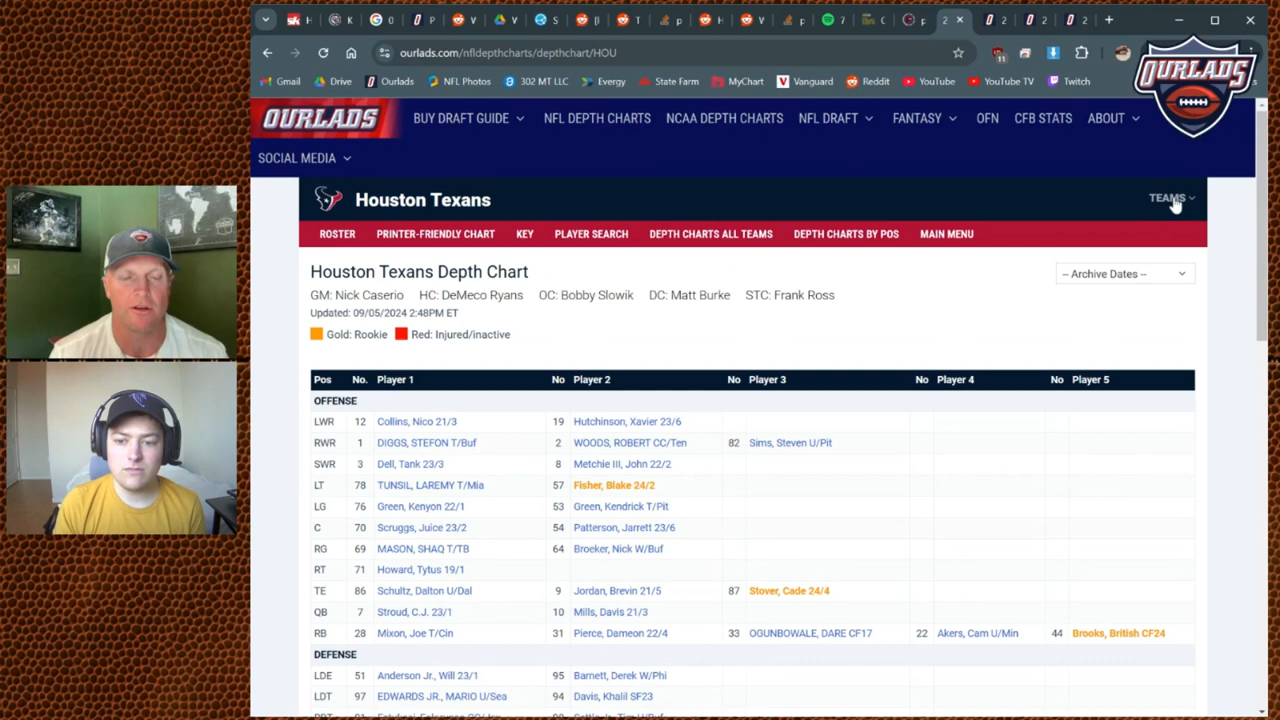 ourlads.com/nfldepthcharts/depthchart/HOU
11
Gmail Drive Ourlads NFL Photos 302 MT LLC Evergy State Farm MyChart Vanguard Reddit YouTube YouTube TV Twitch
OURLADS
OURLADS BUY DRAFT GUIDE NFL DEPTH CHARTS NCAA DEPTH CHARTS NFL DRAFT FANTASY OFN CFB STATS ABOUT
SOCIAL MEDIA
Houston Texans TEAMS
ROSTER PRINTER-FRIENDLY CHART KEY PLAYER SEARCH DEPTH CHARTS ALL TEAMS DEPTH CHARTS BY POS MAIN MENU
Houston Texans Depth Chart -- Archive Dates --
GM: Nick Caserio HC: DeMeco Ryans OC: Bobby Slowik DC: Matt Burke STC: Frank Ross
Updated: 09/05/2024 2:48PM ET
Gold: Rookie Red: Injured/inactive
Pos No. Player 1 No Player 2 No Player 3 No Player 4 No Player 5
OFFENSE
LWR 12 Collins, Nico 21/3 19 Hutchinson, Xavier 23/6
RWR 1 DIGGS, STEFON T/Buf 2 WOODS, ROBERT CC/Ten 82 Sims, Steven U/Pit
SWR 3 Dell, Tank 23/3 8 Metchie III, John 22/2
LT 78 TUNSIL, LAREMY T/Mia 57 Fisher, Blake 24/2
LG 76 Green, Kenyon 22/1 53 Green, Kendrick T/Pit
C 70 Scruggs, Juice 23/2 54 Patterson, Jarrett 23/6
RG 69 MASON, SHAQ T/TB 64 Broeker, Nick W/Buf
RT 71 Howard, Tytus 19/1
TE 86 Schultz, Dalton U/Dal 9 Jordan, Brevin 21/5 87 Stover, Cade 24/4
QB 7 Stroud, C.J. 23/1 10 Mills, Davis 21/3
RB 28 Mixon, Joe T/Cin 31 Pierce, Dameon 22/4 33 OGUNBOWALE, DARE CF17 22 Akers, Cam U/Min 44 Brooks, British CF24
DEFENSE
LDE 51 Anderson Jr., Will 23/1 95 Barnett, Derek W/Phi
LDT 97 EDWARDS JR., MARIO U/Sea 94 Davis, Khalil SF23